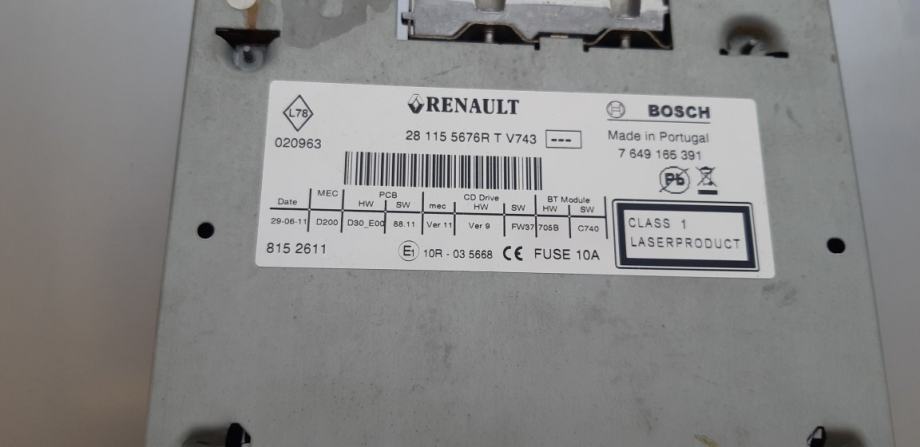 L78
RENAULT
BOSCH
020963
28 115 5676R T V743 ---
Made in Portugal
7 649 166 391
Pb
Date MEC PCB CD Drive BT Module
HW SW mec HW SW HW SW
29-06-11 D200 D30_E00 88.11 Ver 11 Ver 9 FW37 705B C740
CLASS 1
LASERPRODUCT
815 2611
E1 10R - 03 5668 CE FUSE 10A